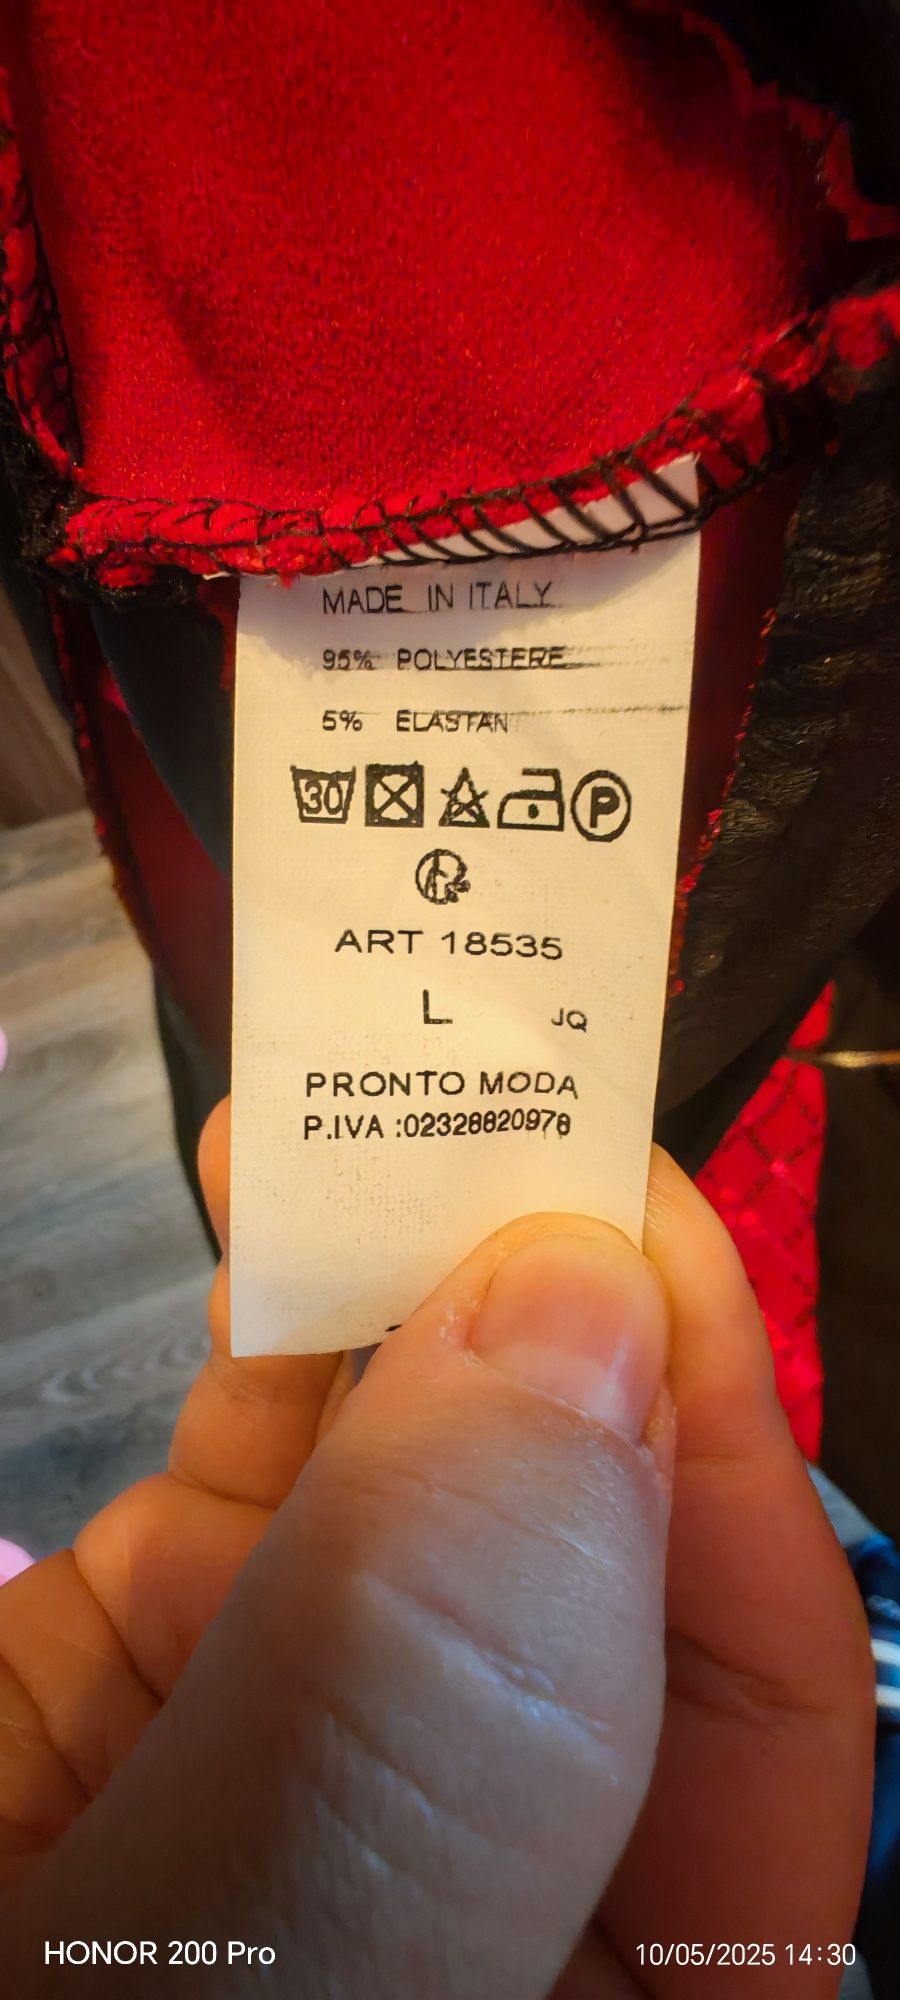 MADE IN ITALY
95% POLYESTERE
5% ELASTAN
30 P
ART 18535
L JQ
PRONTO MODA
P.IVA :02328820978
HONOR 200 Pro 10/05/2025 14:30